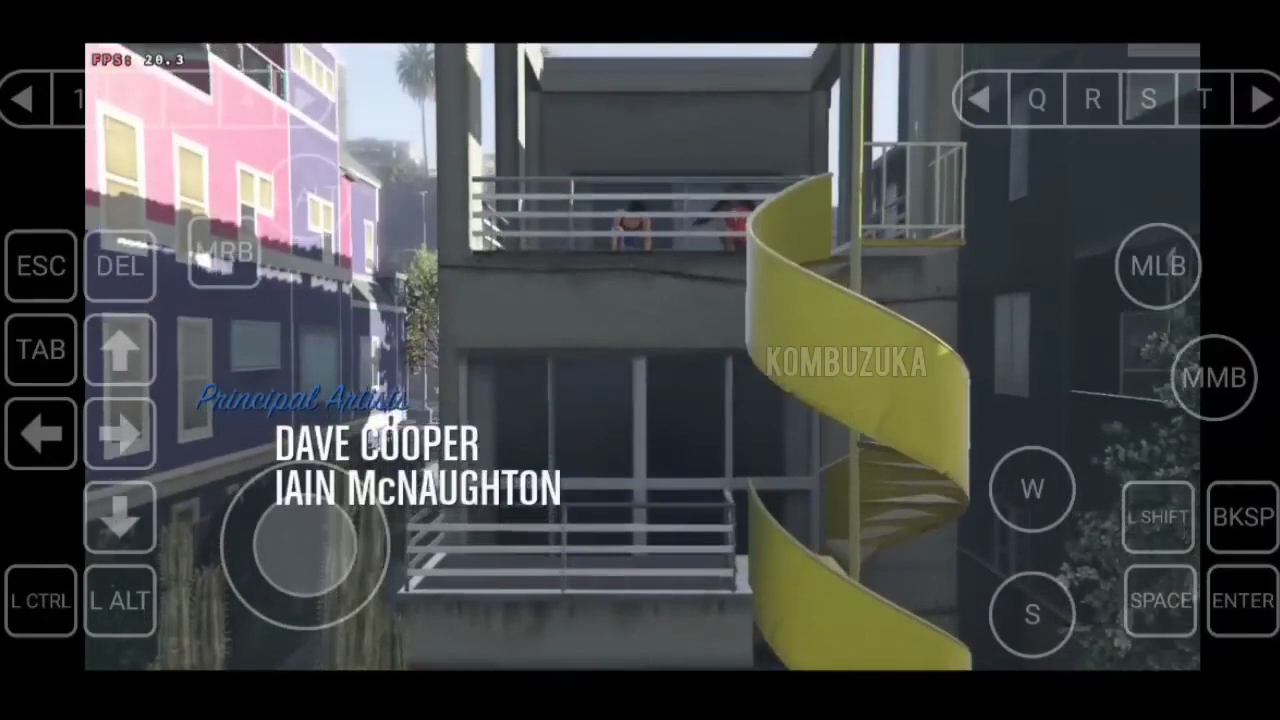 FPS: 20.3
1
Q R S T
MRB
ESC DEL
MLB
TAB
KOMBUZUKA
MMB
Principal Artists
DAVE COOPER
IAIN McNAUGHTON
W
L SHIFT BKSP
L CTRL L ALT
S
SPACE ENTER